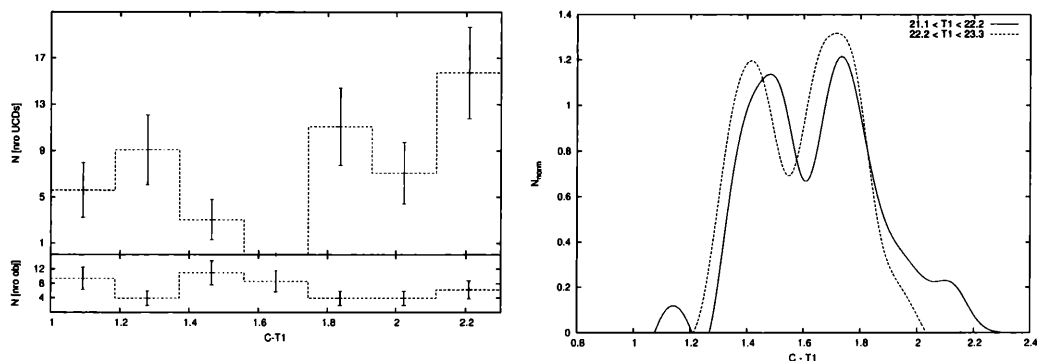 N [nro UCDs]
17
13
9
5
1
N [nro obj]
12
8
4
1 1.2 1.4 1.6 1.8 2 2.2
C-T1
1.4
1.2
1
0.8
0.6
0.4
0.2
0
N_norm
21.1 < T1 < 22.2
22.2 < T1 < 23.3
0.8 1 1.2 1.4 1.6 1.8 2 2.2 2.4
C - T1